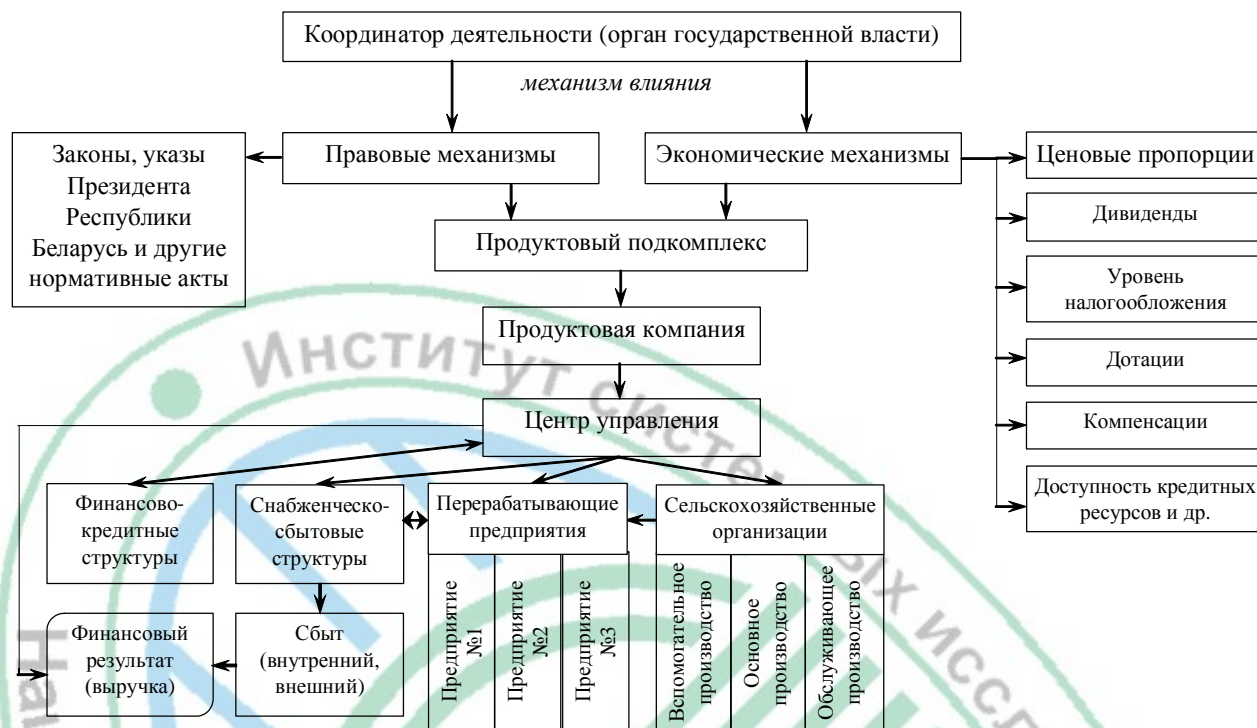 Координатор деятельности (орган государственной власти)
механизм влияния
Законы, указы
Президента
Республики
Беларусь и другие
нормативные акты
Правовые механизмы
Экономические механизмы
Ценовые пропорции
Дивиденды
Уровень
налогообложения
Дотации
Компенсации
Доступность кредитных
ресурсов и др.
Продуктовый подкомплекс
Продуктовая компания
Центр управления
Финансово-
кредитные
структуры
Снабженческо-
сбытовые
структуры
Перерабатывающие
предприятия
Сельскохозяйственные
организации
Финансовый
результат
(выручка)
Сбыт
(внутренний,
внешний)
Предприятие
№1
Предприятие
№2
Предприятие
№3
Вспомогательное
производство
Основное
производство
Обслуживающее
производство
Институт